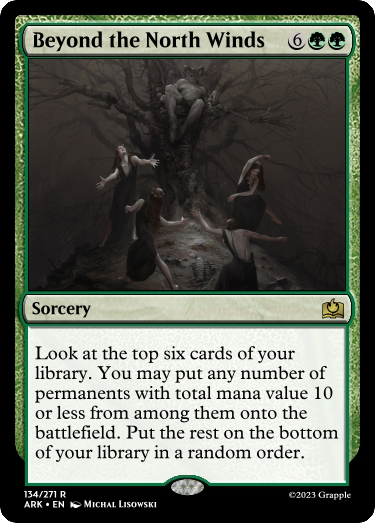 Beyond the North Winds 6
Sorcery
Look at the top six cards of your
library. You may put any number of
permanents with total mana value 10
or less from among them onto the
battlefield. Put the rest on the bottom
of your library in a random order.
134/271 R
ARK • EN Michal Lisowski
©2023 Grapple